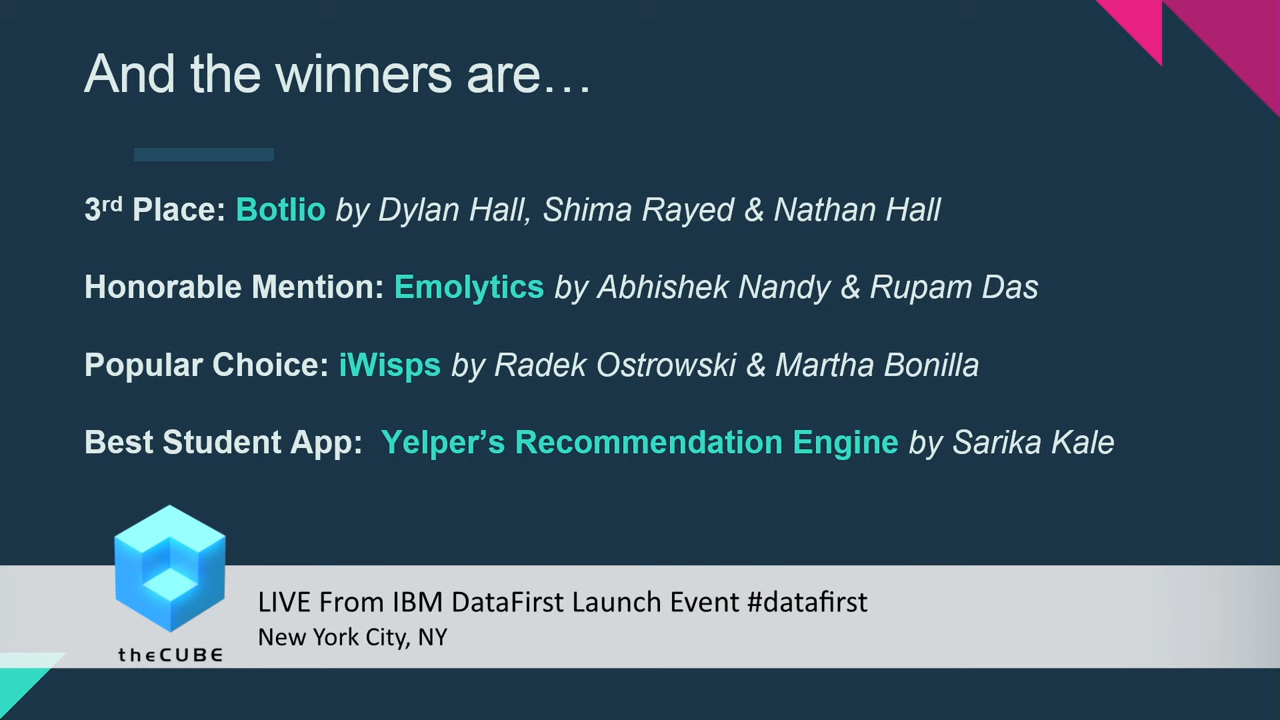 And the winners are…
3rd Place: Botlio by Dylan Hall, Shima Rayed & Nathan Hall
Honorable Mention: Emolytics by Abhishek Nandy & Rupam Das
Popular Choice: iWisps by Radek Ostrowski & Martha Bonilla
Best Student App: Yelper’s Recommendation Engine by Sarika Kale
LIVE From IBM DataFirst Launch Event #datafirst
New York City, NY
theCUBE